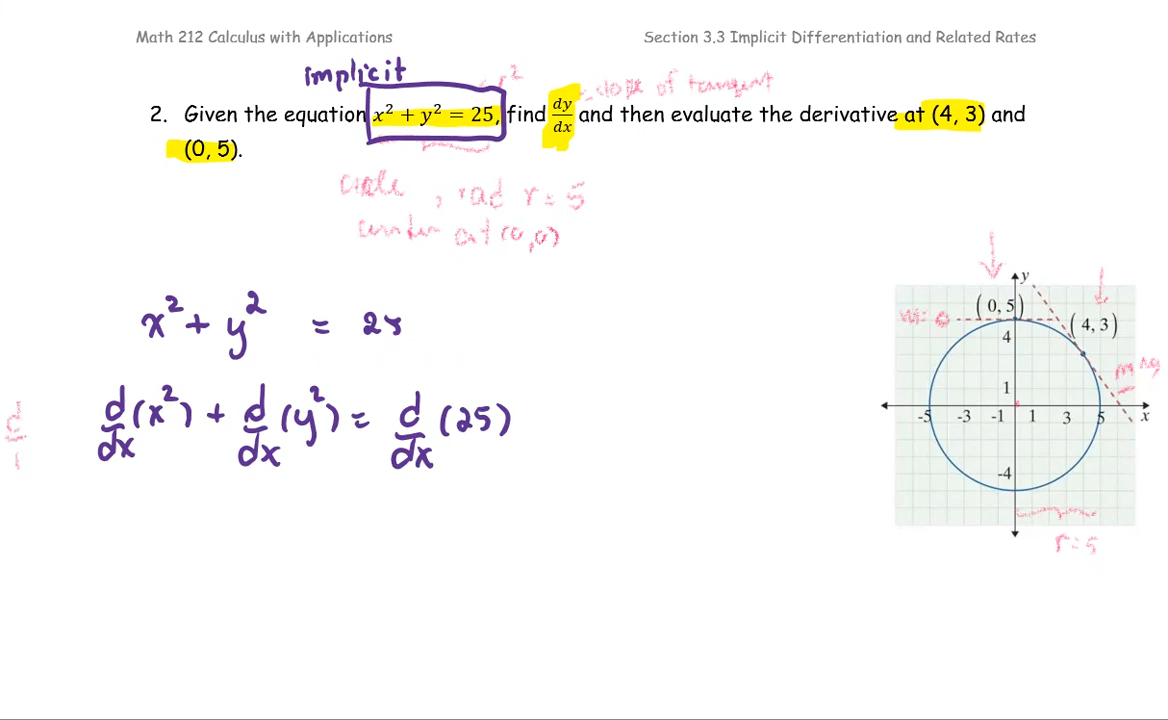 Math 212 Calculus with Applications Section 3.3 Implicit Differentiation and Related Rates
implicit r²
slope of tangent
2. Given the equation x² + y² = 25, find dy/dx and then evaluate the derivative at (4, 3) and
(0, 5).
circle, rad r = 5
center at (0,0)
x² + y² = 25
d/dx (x²) + d/dx (y²) = d/dx (25)
d
y
(0, 5)
m = 0
(4, 3)
4
m neg
1
-5 -3 -1 1 3 5 x
-4
r = 5